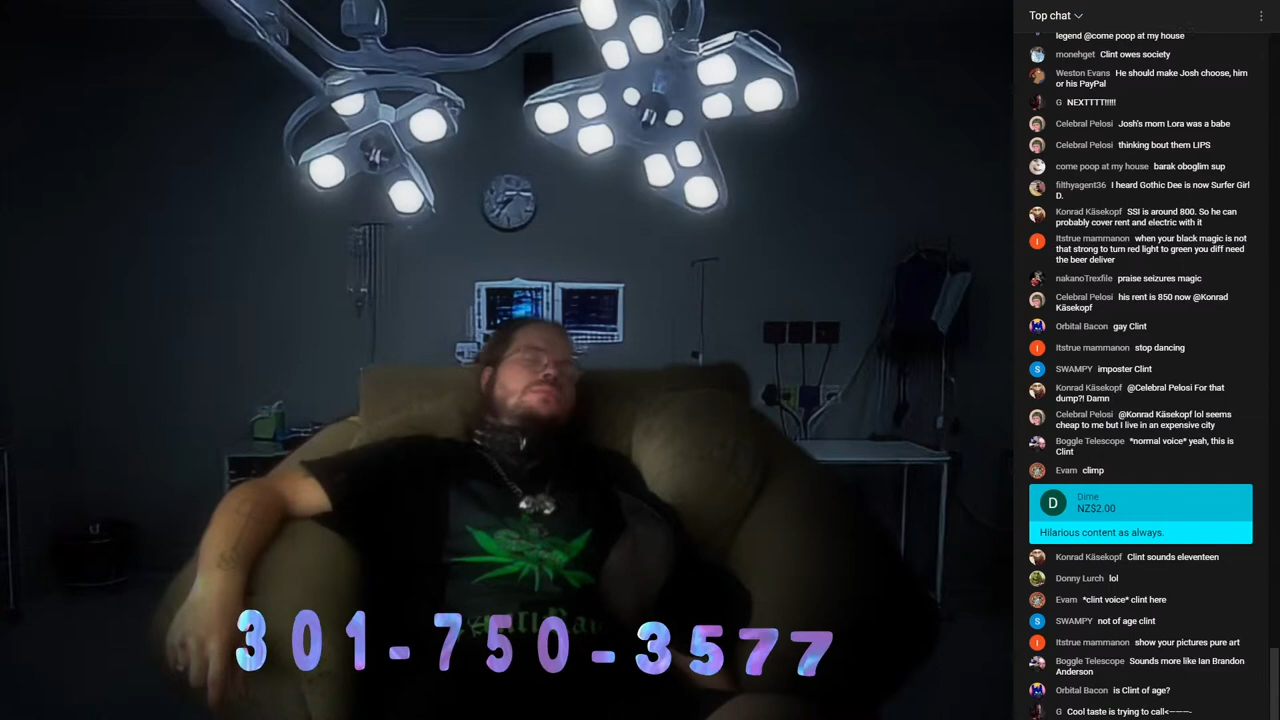 Top chat
legend @come poop at my house
monehget Clint owes society
Weston Evans He should make Josh choose, him
or his PayPal
G NEXTTTT!!!!!
Celebral Pelosi Josh's mom Lora was a babe
Celebral Pelosi thinking bout them LIPS
come poop at my house barak oboglim sup
filthyagent36 I heard Gothic Dee is now Surfer Girl
D.
Konrad Käsekopf SSI is around 800. So he can
probably cover rent and electric with it
I
Itstrue mammanon when your black magic is not
that strong to turn red light to green you diff need
the beer deliver
nakanoTrexfile praise seizures magic
Celebral Pelosi his rent is 850 now @Konrad
Käsekopf
Orbital Bacon gay Clint
I
Itstrue mammanon stop dancing
S
SWAMPY imposter Clint
Konrad Käsekopf @Celebral Pelosi For that
dump?! Damn
Celebral Pelosi @Konrad Käsekopf lol seems
cheap to me but I live in an expensive city
Boggle Telescope *normal voice* yeah, this is
Clint
Evam climp
D
Dime
NZ$2.00
Hilarious content as always.
Konrad Käsekopf Clint sounds eleventeen
Donny Lurch lol
Evam *clint voice* clint here
S
SWAMPY not of age clint
I
Itstrue mammanon show your pictures pure art
Boggle Telescope Sounds more like Ian Brandon
Anderson
Orbital Bacon is Clint of age?
G Cool taste is trying to call<———-
301-750-3577